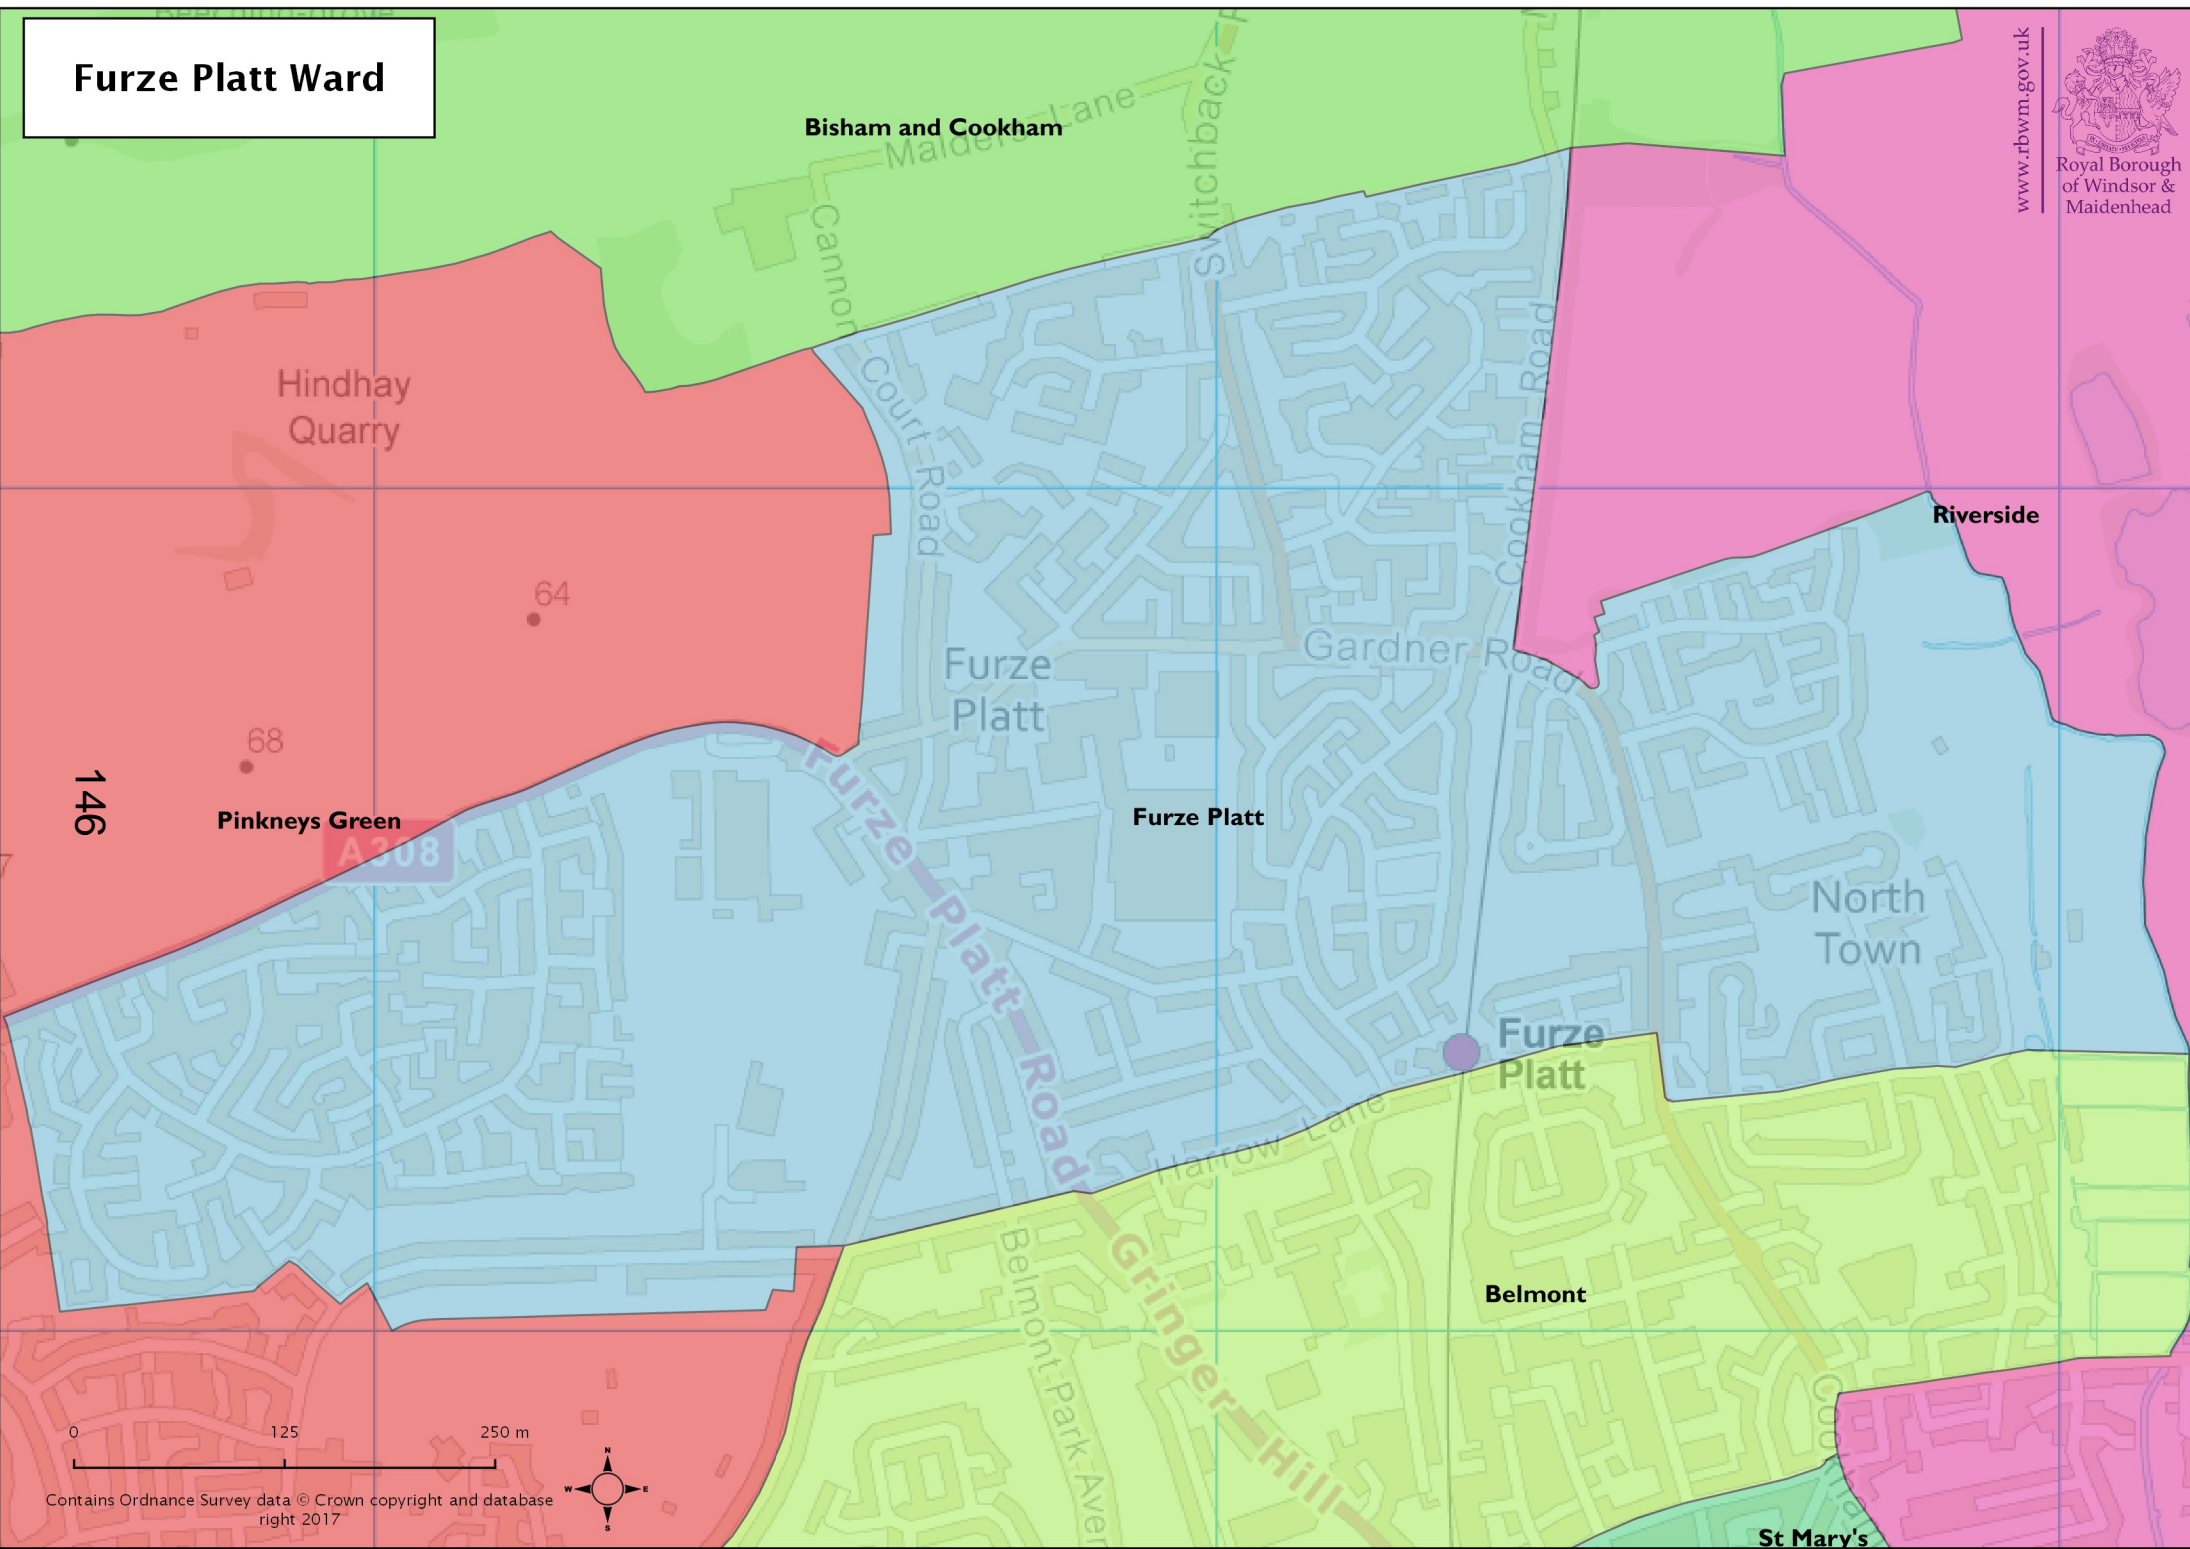 Furze Platt Ward
Bisham and Cookham
Malders Lane
Switchback R
Cannon
Court Road
Cookham Road
www.rbwm.gov.uk
Royal Borough
of Windsor &
Maidenhead
Hindhay
Quarry
Riverside
64
Gardner Road
Furze
Platt
68
146
Pinkneys Green
A308
Furze Platt Road
Furze Platt
North
Town
Furze
Platt
Harrow Lane
Belmont Park Aven
Gringer Hill
Belmont
0 125 250 m
N
W E
S
Contains Ordnance Survey data © Crown copyright and database
right 2017
St Mary's